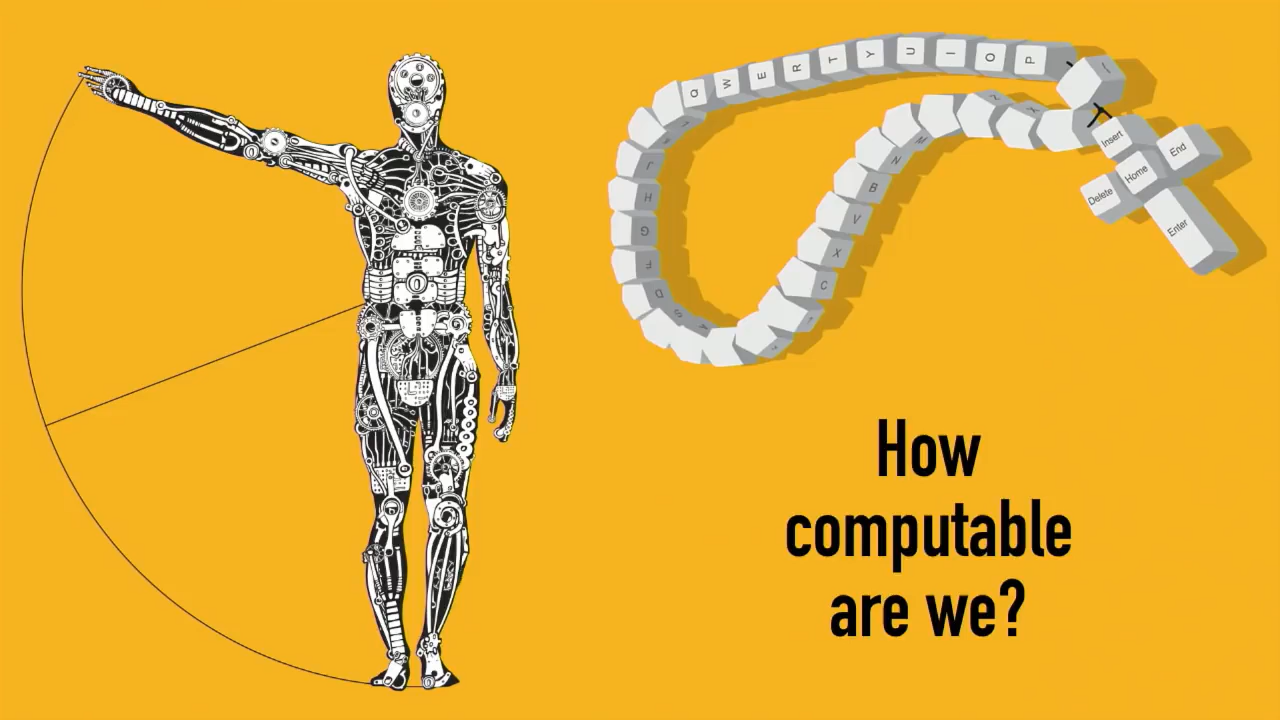 Q W E R T Y U I O P
J
H
G
F
D
S
A
M
N
B
V
X
C
Insert
End
Home
Delete
Enter
How
computable
are we?